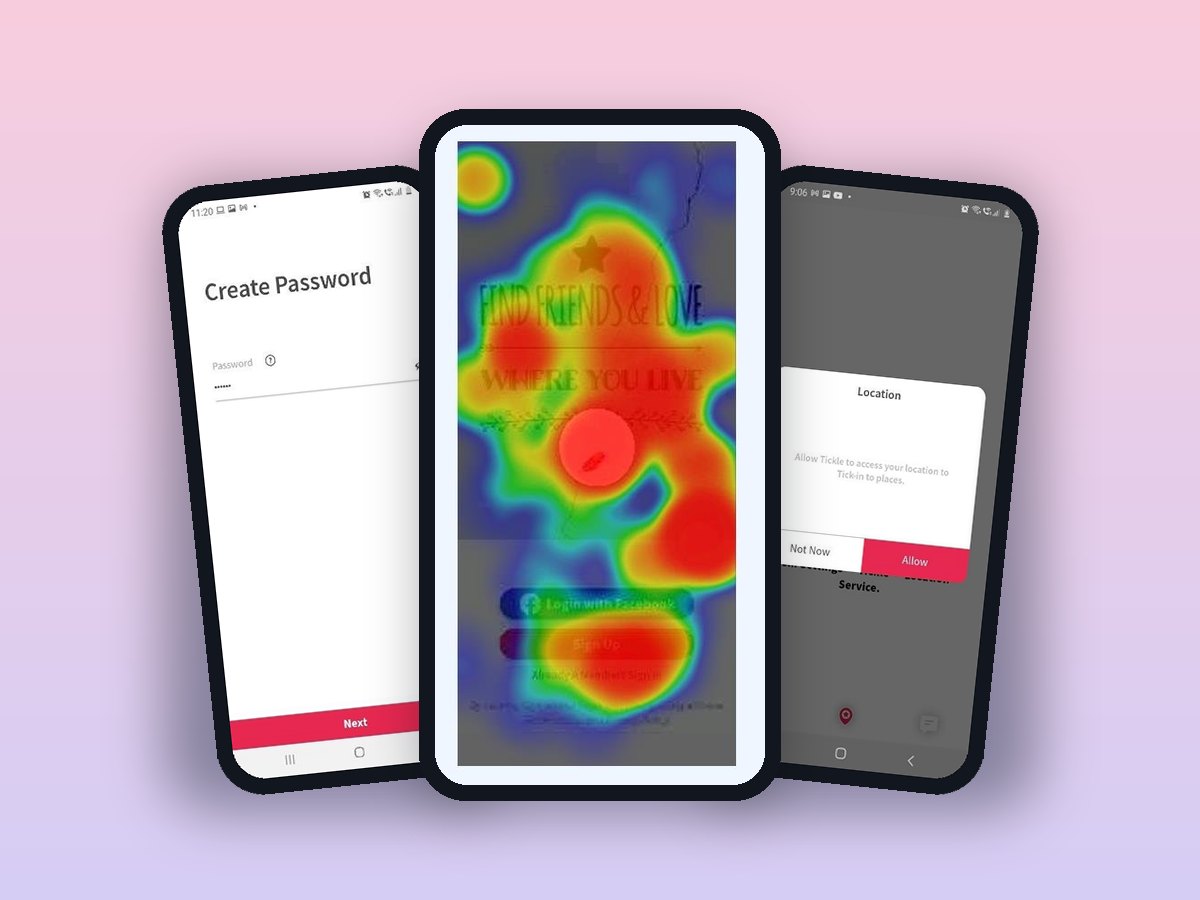 11:20
Create Password
Password ?
••••••
Next
FIND FRIENDS & LOVE
WHERE YOU LIVE
Login with Facebook
Sign Up
Already A Member? Sign in
9:06
Location
Allow Tickle to access your location to
Tick-in to places.
Not Now
Allow
Service.